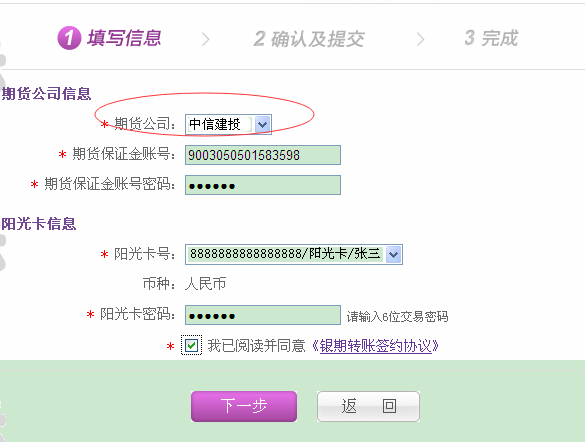 1 填写信息 2 确认及提交 3 完成
期货公司信息
* 期货公司： 中信建投
* 期货保证金账号： 9003050501583598
* 期货保证金账号密码： ●●●●●●
阳光卡信息
* 阳光卡号： 8888888888888888/阳光卡/张三
币种： 人民币
* 阳光卡密码： ●●●●●● 请输入6位交易密码
* 我已阅读并同意《银期转账签约协议》
下一步 返 回